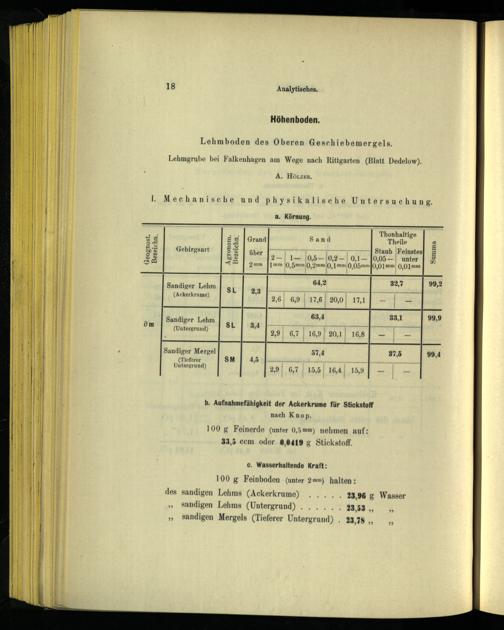 18
Analytisches.
Höhenboden.
Lehmboden des Oberen Geschiebemergels.
Lehmgrube bei Falkenhagen am Wege nach Rittgarten (Blatt Dedelow).
A. Hölzer.
I. Mechanische und physikalische Untersuchung.
a. Körnung.
Geognost. Bezeichn. Gebirgsart Agronom. Bezeichn. Grand über 2mm Sand Thonhaltige Theile Summa
2— 1mm 1— 0,5mm 0,5— 0,2mm 0,2— 0,1mm 0,1— 0,05mm Staub 0,05— 0,01mm Feinstes unter 0,01mm
Sandiger Lehm (Ackerkrume) SL 2,3 64,2 32,7 99,2
2,6 6,9 17,6 20,0 17,1 — —
∂m Sandiger Lehm (Untergrund) SL 3,4 63,4 33,1 99,9
2,9 6,7 16,9 20,1 16,8 — —
Sandiger Mergel (Tieferer Untergrund) SM 4,5 57,4 37,5 99,4
2,9 6,7 15,5 16,4 15,9 — —
b. Aufnahmefähigkeit der Ackerkrume für Stickstoff
nach Knop.
100 g Feinerde (unter 0,5mm) nehmen auf:
33,5 ccm oder 0,0419 g Stickstoff.
c. Wasserhaltende Kraft:
100 g Feinboden (unter 2mm) halten:
des sandigen Lehms (Ackerkrume) . . . . . 23,96 g Wasser
„ sandigen Lehms (Untergrund) . . . . . . 23,53 „ „
„ sandigen Mergels (Tieferer Untergrund) . 23,78 „ „